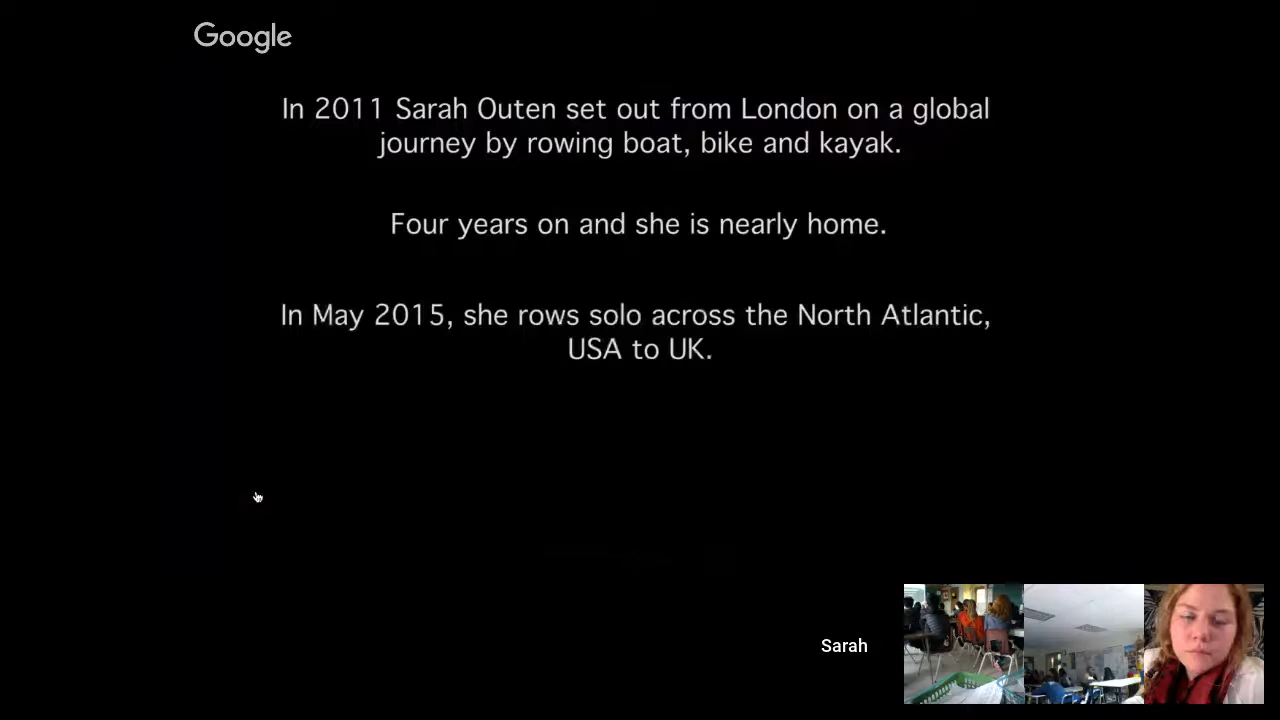 Google
In 2011 Sarah Outen set out from London on a global
journey by rowing boat, bike and kayak.
Four years on and she is nearly home.
In May 2015, she rows solo across the North Atlantic,
USA to UK.
Sarah